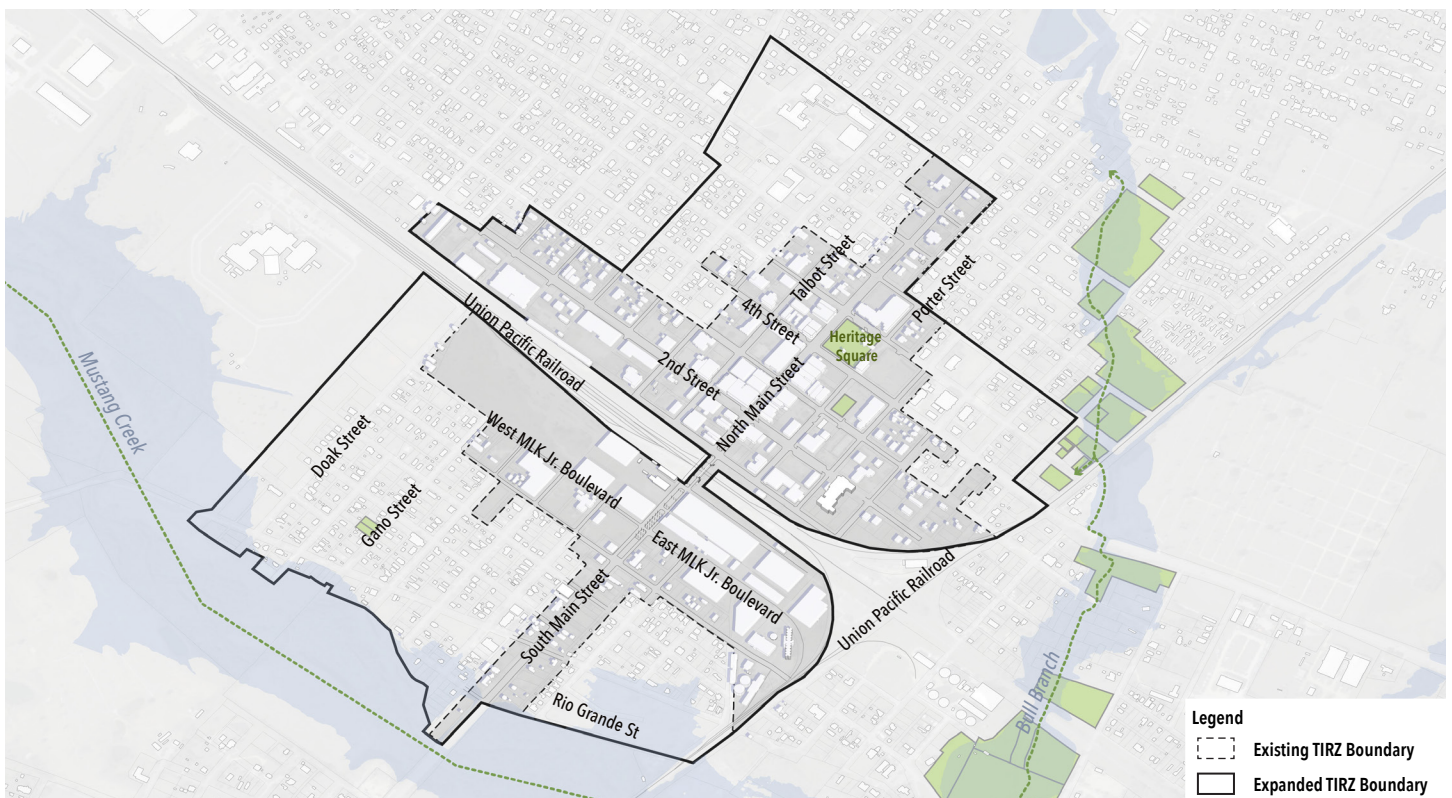 Talbot Street
Porter Street
4th Street
Union Pacific Railroad
Heritage
Square
2nd Street
North Main Street
Mustang Creek
West MLK Jr. Boulevard
Doak Street
Gano Street
East MLK Jr. Boulevard
South Main Street
Union Pacific Railroad
Rio Grande St
Bull Branch
Legend
Existing TIRZ Boundary
Expanded TIRZ Boundary